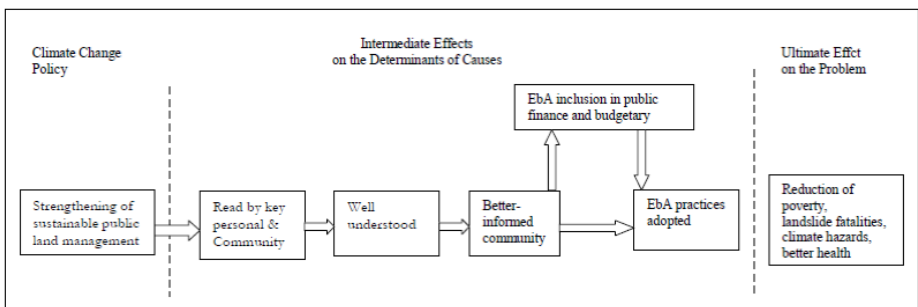 Climate Change
Policy
Intermediate Effects
on the Determinants of Causes
Ultimate Effct
on the Problem
EbA inclusion in public
finance and budgetary
Strengthening of
sustainable public
land management
Read by key
personal &
Community
Well
understood
Better-
informed
community
EbA practices
adopted
Reduction of
poverty,
landslide fatalities,
climate hazards,
better health